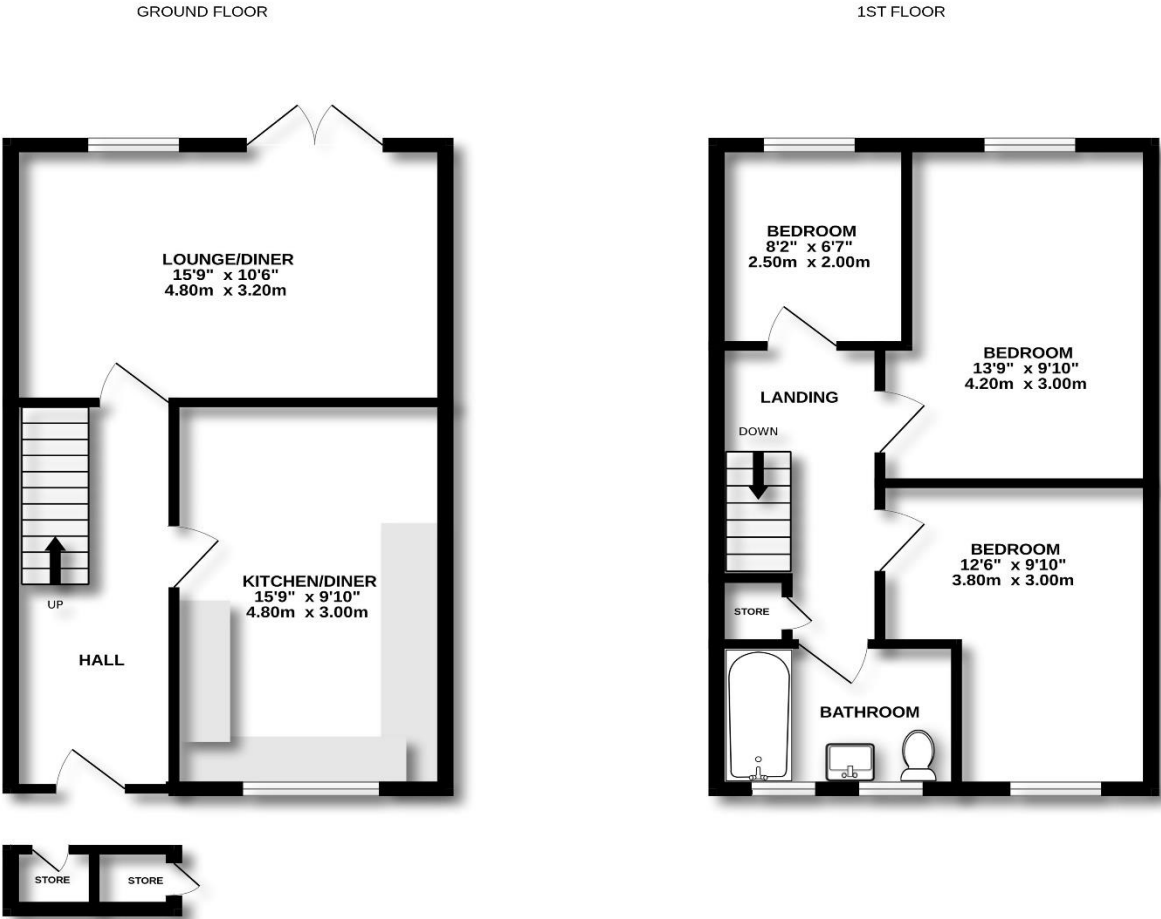 GROUND FLOOR
LOUNGE/DINER
15'9" x 10'6"
4.80m x 3.20m
UP
HALL
KITCHEN/DINER
15'9" x 9'10"
4.80m x 3.00m
STORE
STORE
1ST FLOOR
BEDROOM
8'2" x 6'7"
2.50m x 2.00m
BEDROOM
13'9" x 9'10"
4.20m x 3.00m
LANDING
DOWN
BEDROOM
12'6" x 9'10"
3.80m x 3.00m
STORE
BATHROOM